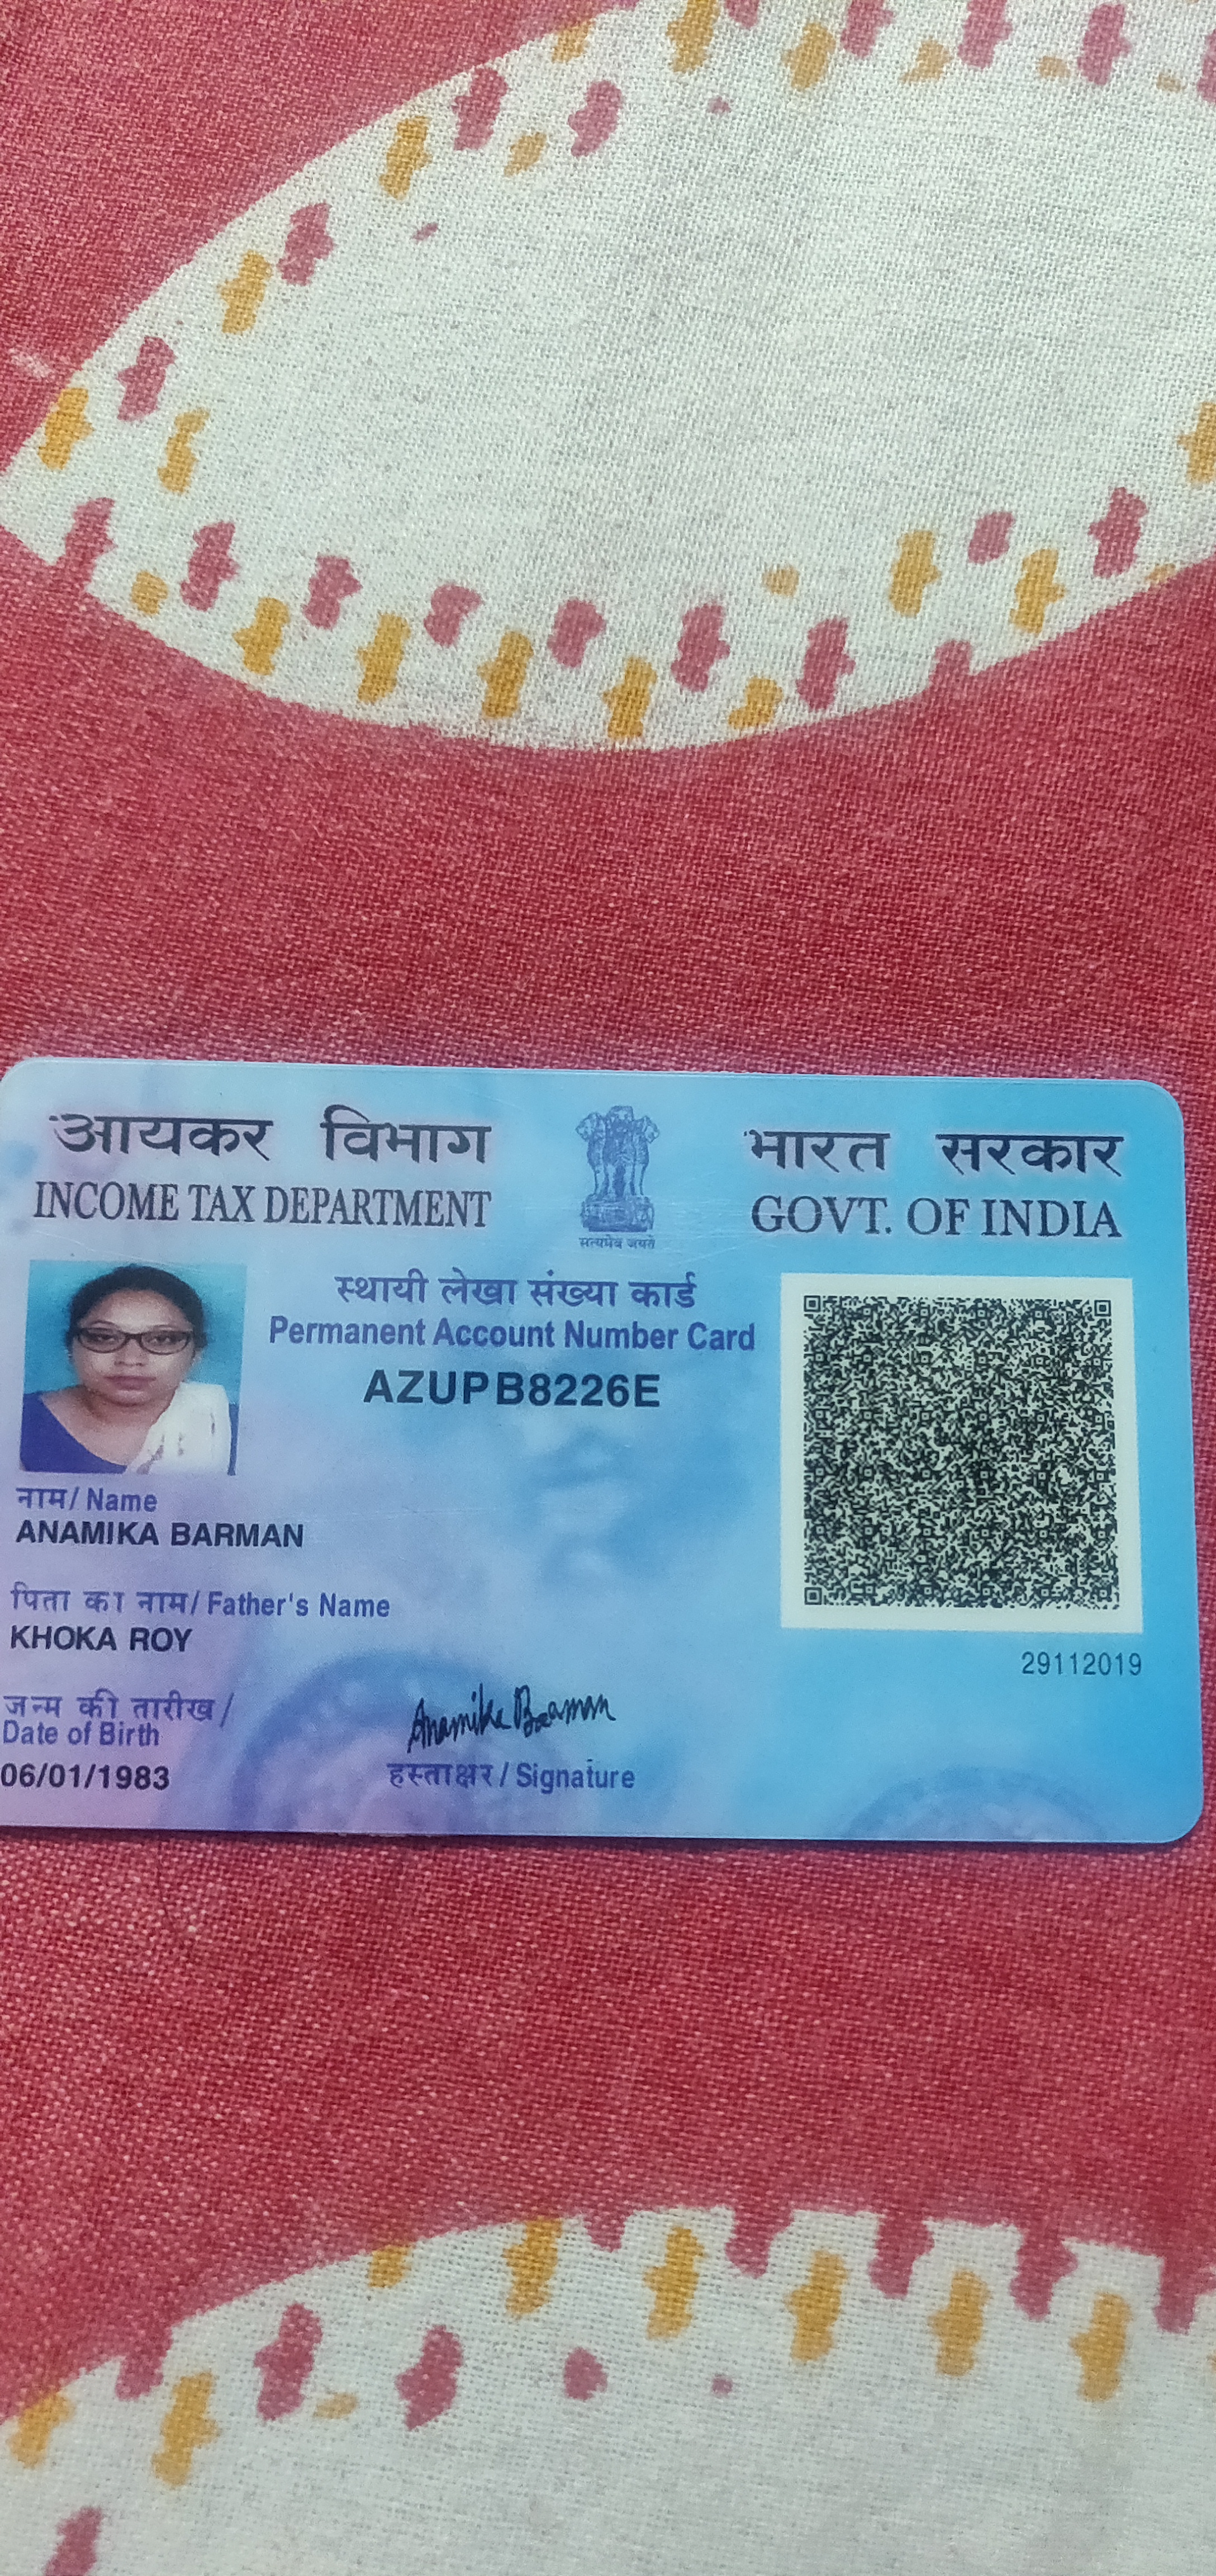 आयकर विभाग
INCOME TAX DEPARTMENT
सत्यमेव जयते
भारत सरकार
GOVT. OF INDIA
स्थायी लेखा संख्या कार्ड
Permanent Account Number Card
AZUPB8226E
नाम/ Name
ANAMIKA BARMAN
पिता का नाम/ Father's Name
KHOKA ROY
29112019
जन्म की तारीख/
Date of Birth
06/01/1983
Anamika Barman
हस्ताक्षर/ Signature